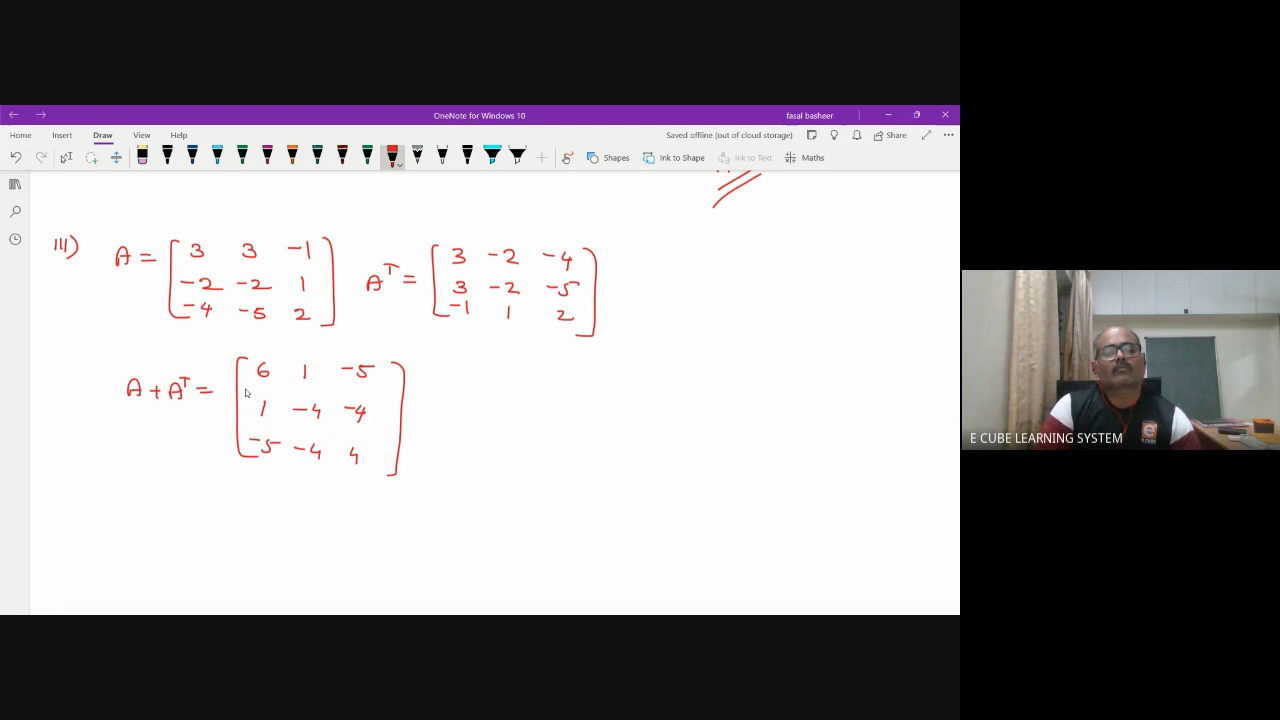 OneNote for Windows 10
fasal basheer
Home Insert Draw View Help
Saved offline (out of cloud storage) Share
Shapes Ink to Shape Ink to Text Maths
III) A = [ 3 3 -1
-2 -2 1
-4 -5 2 ]
A^T = [ 3 -2 -4
3 -2 -5
-1 1 2 ]
A + A^T = [ 6 1 -5
1 -4 -4
-5 -4 4 ]
E CUBE LEARNING SYSTEM